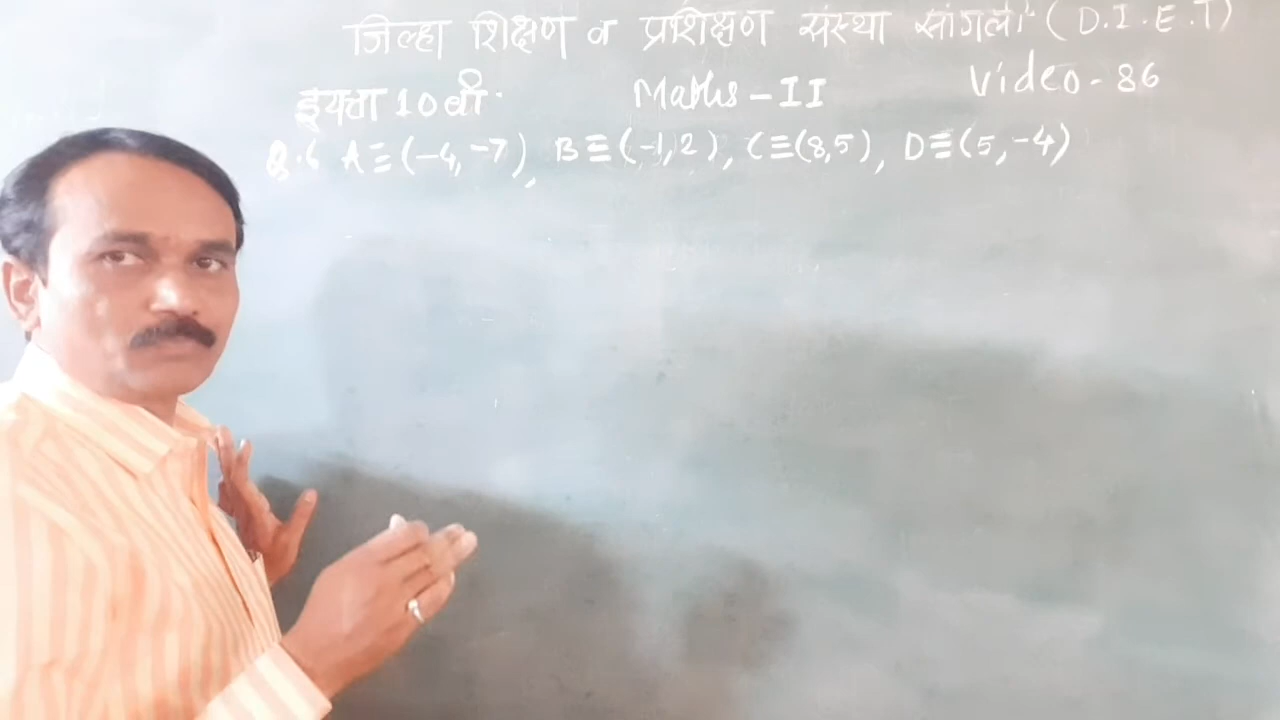 जिल्हा शिक्षण व प्रशिक्षण संस्था सांगली (D.I.E.T)
इयत्ता 10वी. Maths-II Video-86
Q.6 A≡(-4,-7), B≡(-1,2), C≡(8,5), D≡(5,-4)